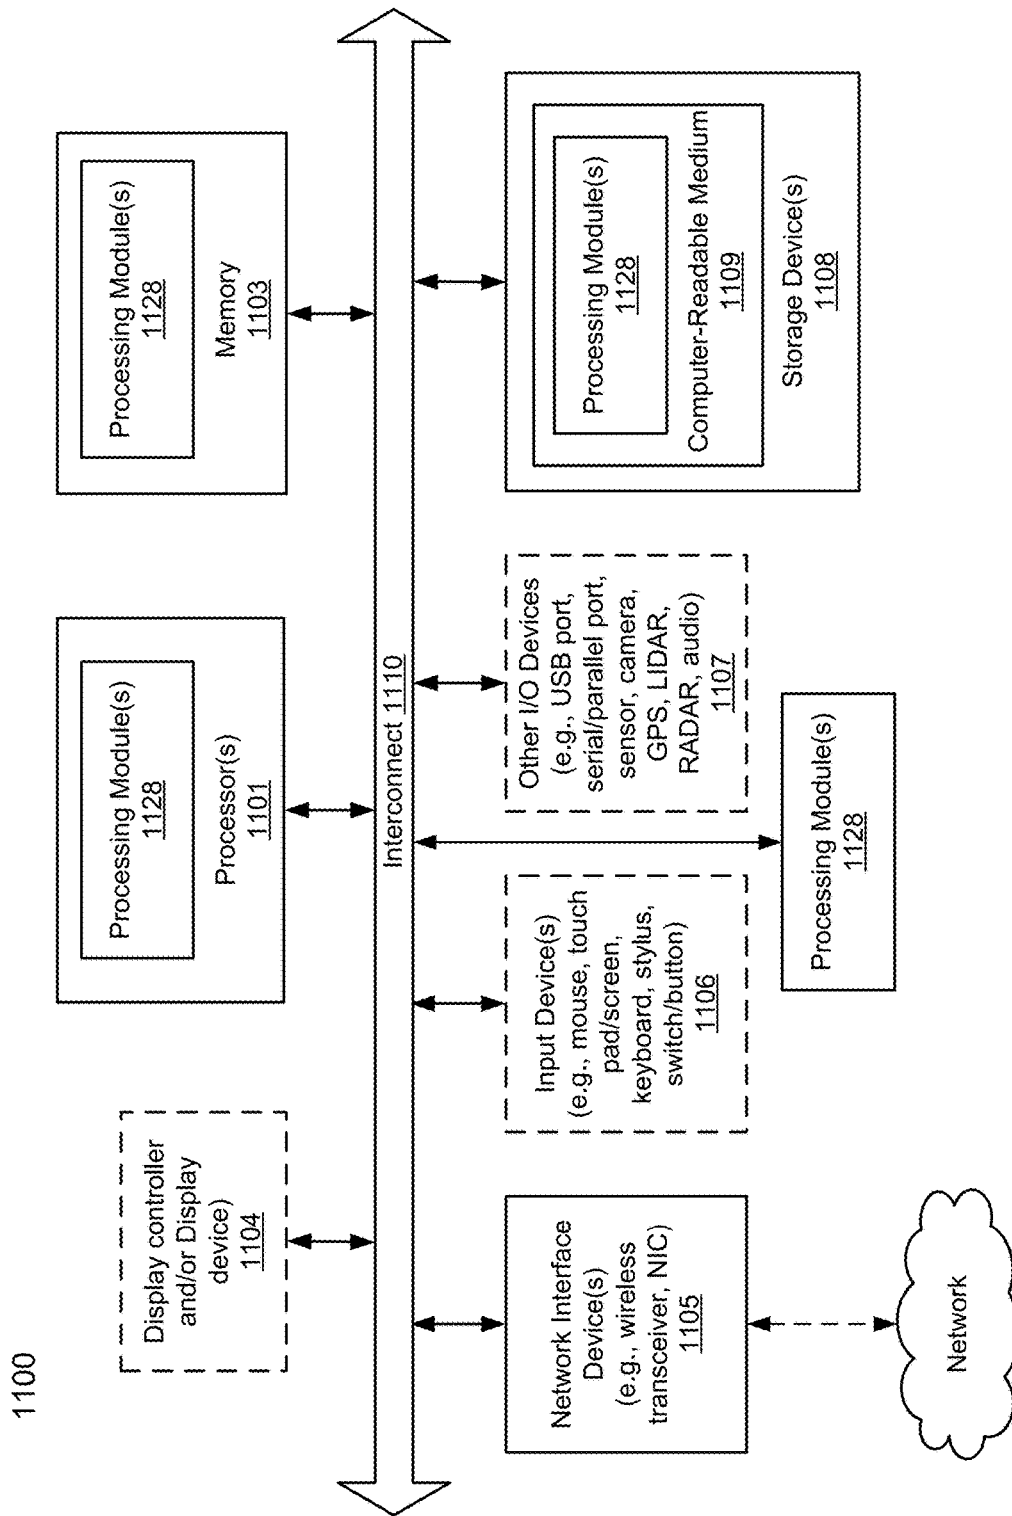 1100
Display controller
and/or Display
device)
1104
Processing Module(s)
1128
Processor(s)
1101
Processing Module(s)
1128
Memory
1103
Interconnect 1110
Network Interface
Device(s)
(e.g., wireless
transceiver, NIC)
1105
Input Device(s)
(e.g., mouse, touch
pad/screen,
keyboard, stylus,
switch/button)
1106
Other I/O Devices
(e.g., USB port,
serial/parallel port,
sensor, camera,
GPS, LIDAR,
RADAR, audio)
1107
Processing Module(s)
1128
Computer-Readable Medium
1109
Storage Device(s)
1108
Network
Processing Module(s)
1128